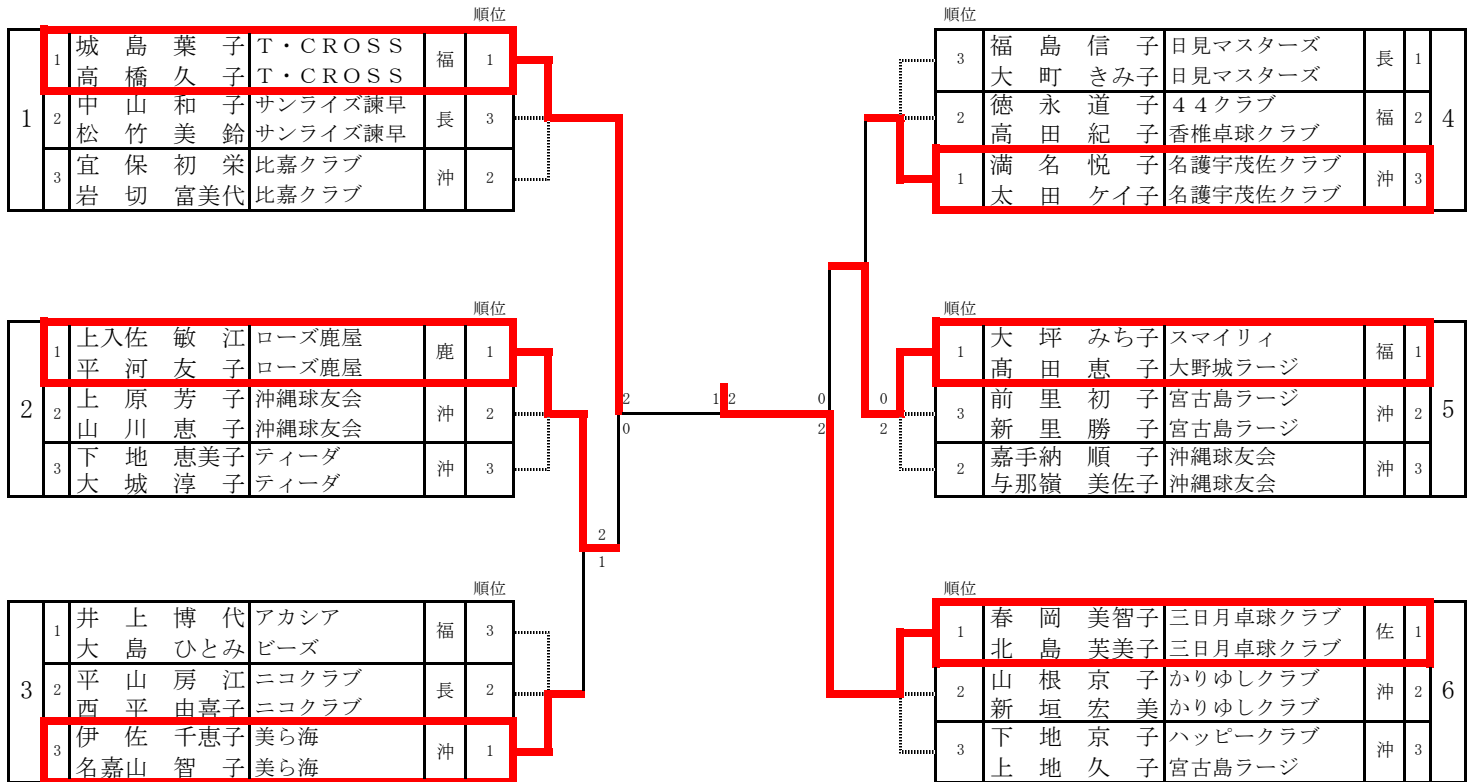 順位
1
1 城島葉子 T・CROSS 福 1
高橋久子 T・CROSS
2 中山和子 サンライズ諫早 長 3
松竹美鈴 サンライズ諫早
3 宜保初栄 比嘉クラブ 沖 2
岩切富美代 比嘉クラブ
順位
2
1 上入佐敏江 ローズ鹿屋 鹿 1
平河友子 ローズ鹿屋
2 上原芳子 沖縄球友会 沖 2
山川恵子 沖縄球友会
3 下地恵美子 ティーダ 沖 3
大城淳子 ティーダ
順位
3
1 井上博代 アカシア 福 3
大島ひとみ ビーズ
2 平山房江 ニコクラブ 長 2
西平由喜子 ニコクラブ
3 伊佐千恵子 美ら海 沖 1
名嘉山智子 美ら海
2
0
2
1
1 2
0
2
0
2
順位
4
3 福島信子 日見マスターズ 長 1
大町きみ子 日見マスターズ
2 徳永道子 44クラブ 福 2
高田紀子 香椎卓球クラブ
1 満名悦子 名護宇茂佐クラブ 沖 3
太田ケイ子 名護宇茂佐クラブ
順位
5
1 大坪みち子 スマイリィ 福 1
髙田恵子 大野城ラージ
3 前里初子 宮古島ラージ 沖 2
新里勝子 宮古島ラージ
2 嘉手納順子 沖縄球友会 沖 3
与那嶺美佐子 沖縄球友会
順位
6
1 春岡美智子 三日月卓球クラブ 佐 1
北島芙美子 三日月卓球クラブ
2 山根京子 かりゆしクラブ 沖 2
新垣宏美 かりゆしクラブ
3 下地京子 ハッピークラブ 沖 3
上地久子 宮古島ラージ